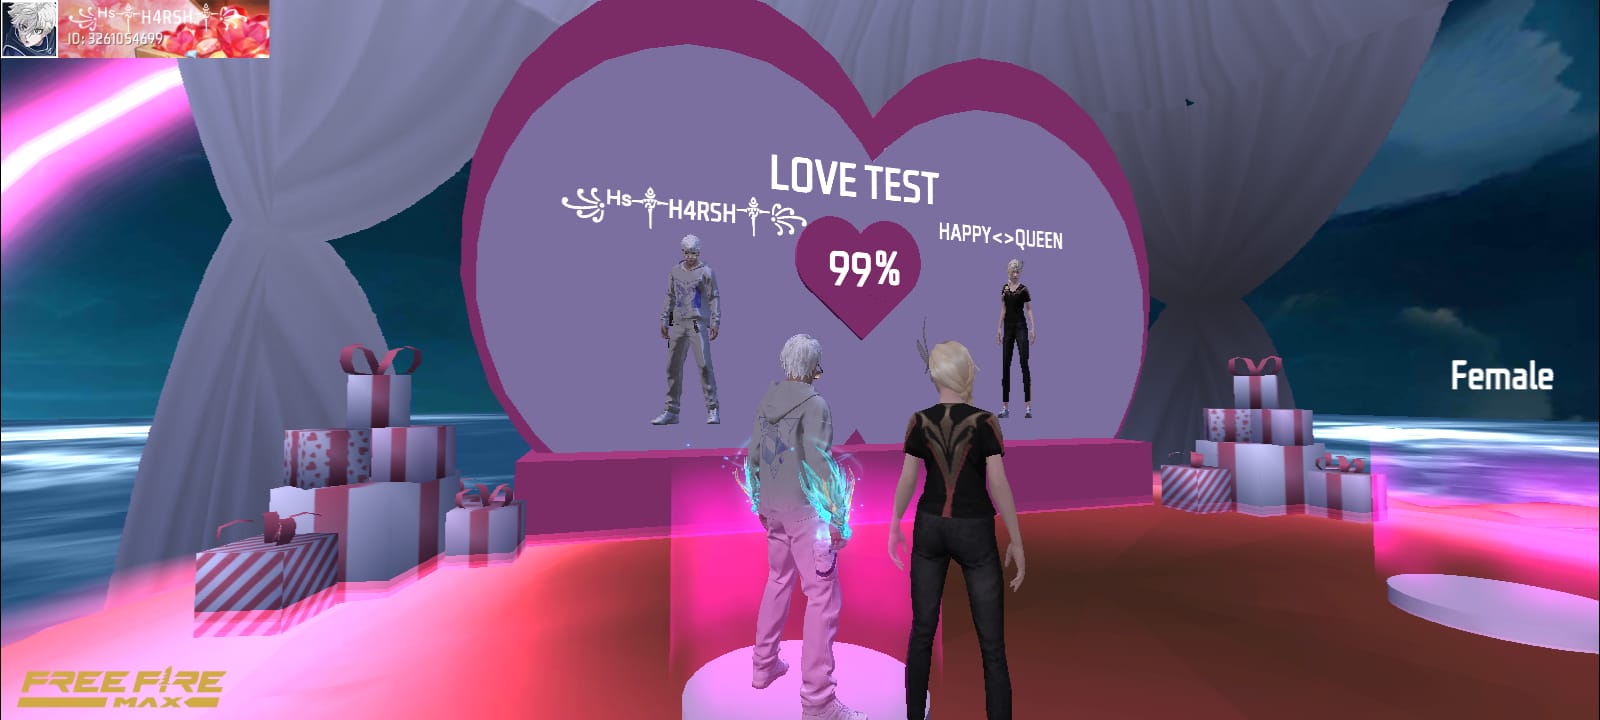 Hs H4RSH
ID: 3261054699
LOVE TEST
Hs H4RSH
HAPPY<>QUEEN
99%
Female
FREE FIRE
MAX